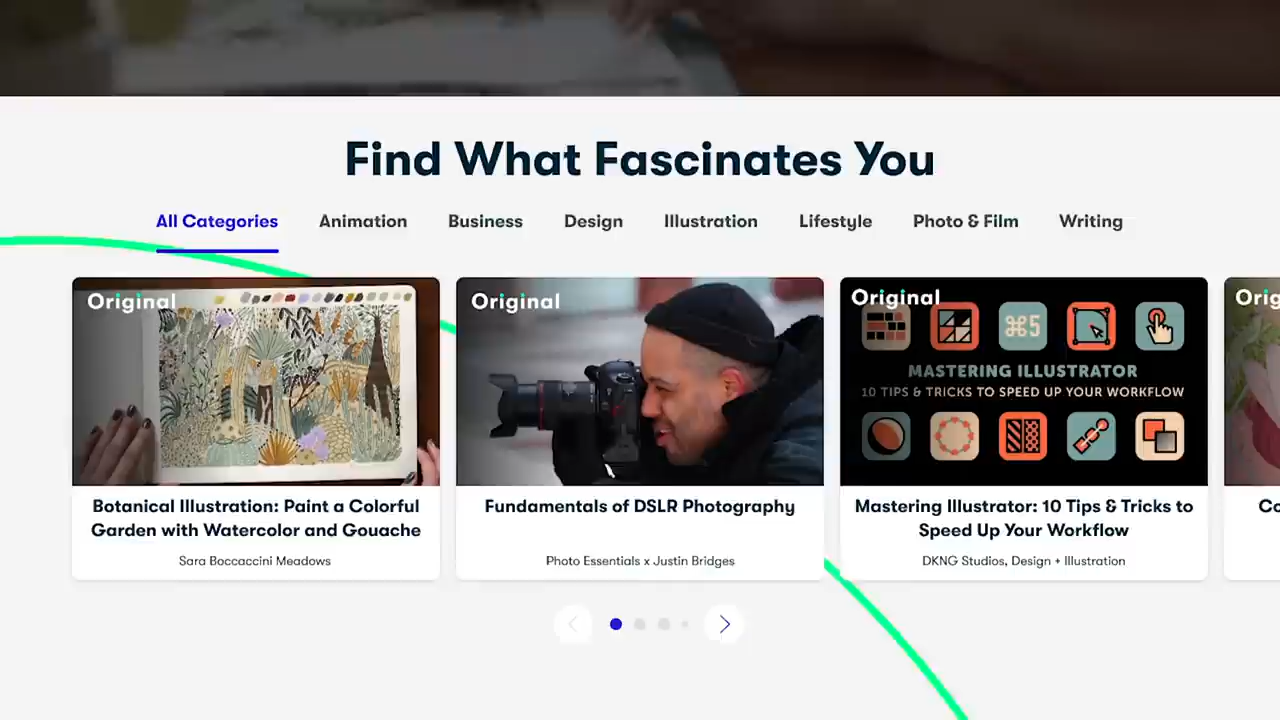 Find What Fascinates You
All Categories Animation Business Design Illustration Lifestyle Photo & Film Writing
Original
Botanical Illustration: Paint a Colorful
Garden with Watercolor and Gouache
Sara Boccaccini Meadows
Original
Fundamentals of DSLR Photography
Photo Essentials x Justin Bridges
Original
⌘5
MASTERING ILLUSTRATOR
10 TIPS & TRICKS TO SPEED UP YOUR WORKFLOW
Mastering Illustrator: 10 Tips & Tricks to
Speed Up Your Workflow
DKNG Studios, Design + Illustration
Orig
Co